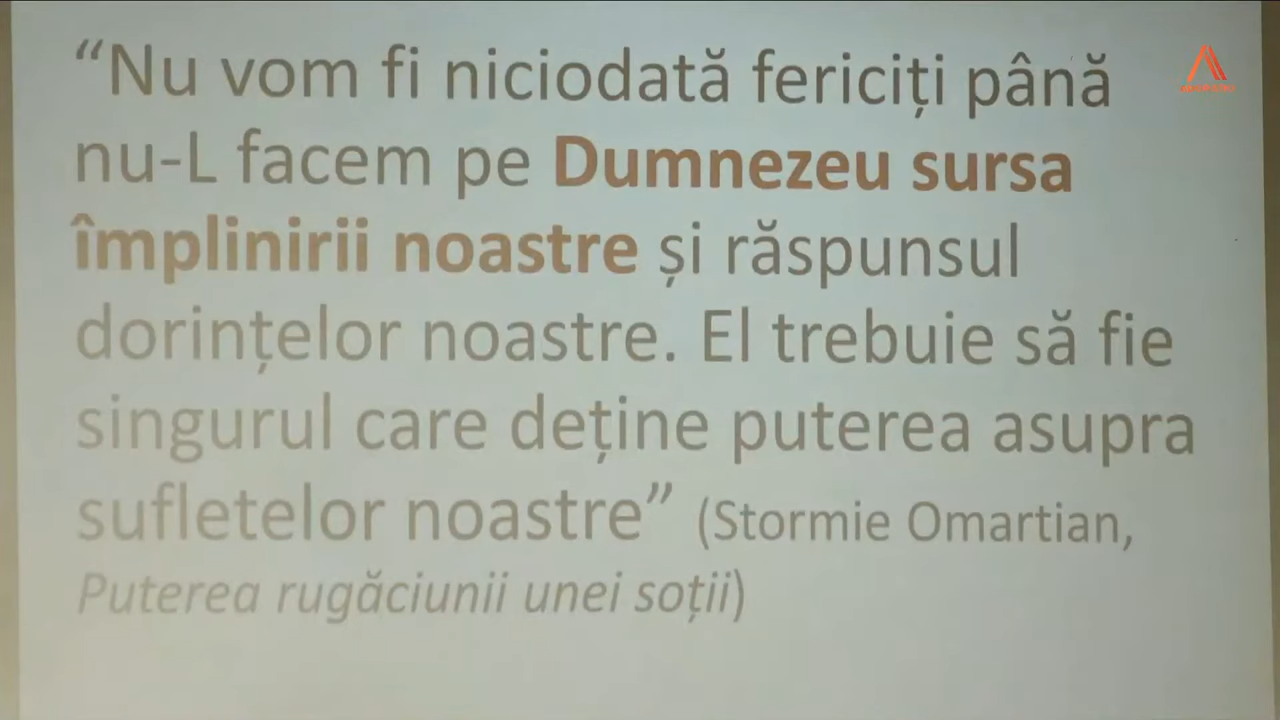 “Nu vom fi niciodată fericiți până
nu-L facem pe Dumnezeu sursa
împlinirii noastre și răspunsul
dorințelor noastre. El trebuie să fie
singurul care deține puterea asupra
sufletelor noastre” (Stormie Omartian,
Puterea rugăciunii unei soții)